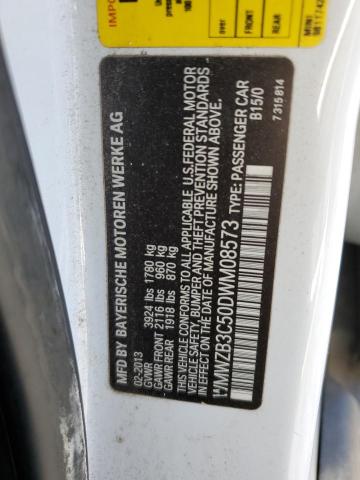 MFD BY BAYERISCHE MOTOREN WERKE AG
02-2013
GVWR 3924 lbs 1780 kg
GAWR FRONT 2116 lbs 960 kg
GAWR REAR 1918 lbs 870 kg
THIS VEHICLE CONFORMS TO ALL APPLICABLE U.S.FEDERAL MOTOR
VEHICLE SAFETY, BUMPER AND THEFT PREVENTION STANDARDS
IN EFFECT ON THE DATE OF MANUFACTURE SHOWN ABOVE.
WMWZB3C50DWM08573 TYPE: PASSENGER CAR
B15/0
7315814
over
FRONT
REAR
MINI